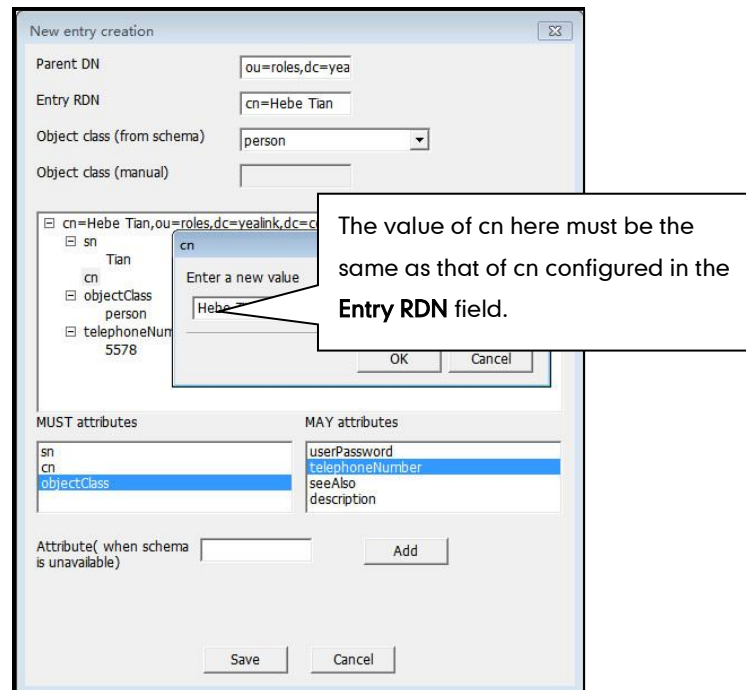 New entry creation
Parent DN
ou=roles,dc=yea
Entry RDN
cn=Hebe Tian
Object class (from schema)
person
Object class (manual)
cn=Hebe Tian,ou=roles,dc=yealink,dc=c
sn
Tian
cn
objectClass
person
telephoneNum
5578
cn
Enter a new value
Hebe
OK Cancel
The value of cn here must be the
same as that of cn configured in the
Entry RDN field.
MUST attributes
sn
cn
objectClass
MAY attributes
userPassword
telephoneNumber
seeAlso
description
Attribute( when schema
is unavailable)
Add
Save Cancel